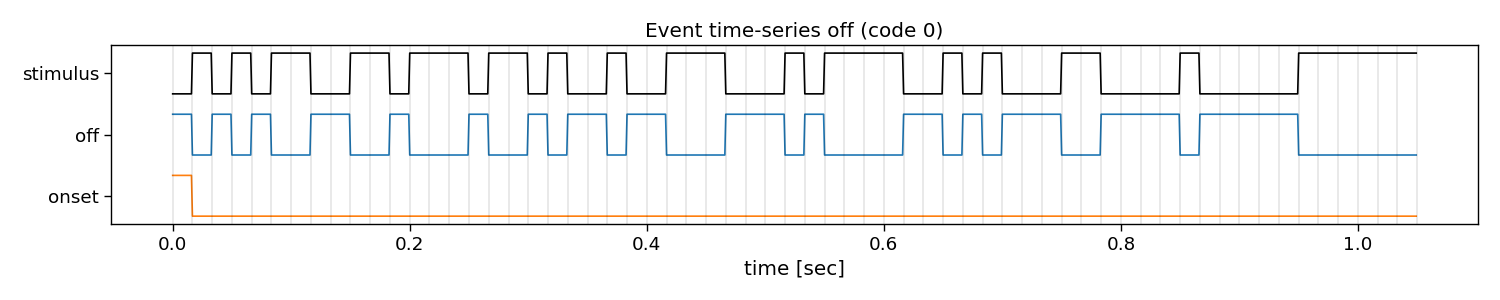 Event time-series off (code 0)
stimulus
off
onset
0.0 0.2 0.4 0.6 0.8 1.0
time [sec]